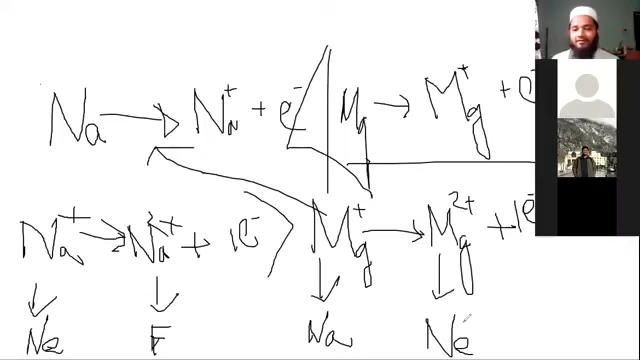 Na → Na⁺ + e⁻ Mg → Mg⁺ + e⁻
Na⁺ → Na²⁺ + 1e⁻ > Mg⁺ → Mg²⁺ + 1e⁻
↓ ↓ ↓ ↓
Ne F Na Ne